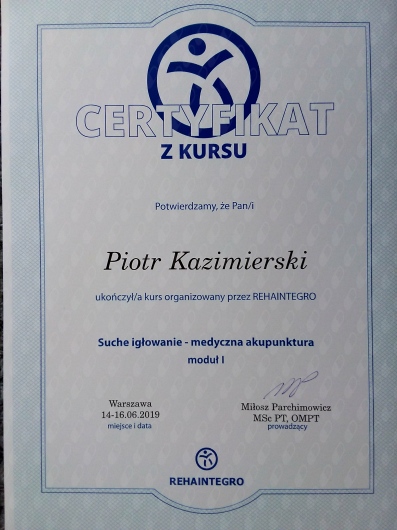 CERTYFIKAT
Z KURSU
Potwierdzamy, że Pan/i
Piotr Kazimierski
ukończył/a kurs organizowany przez REHAINTEGRO
Suche igłowanie - medyczna akupunktura
moduł I
Warszawa
14-16.06.2019
miejsce i data
Miłosz Parchimowicz
MSc PT, OMPT
prowadzący
REHAINTEGRO